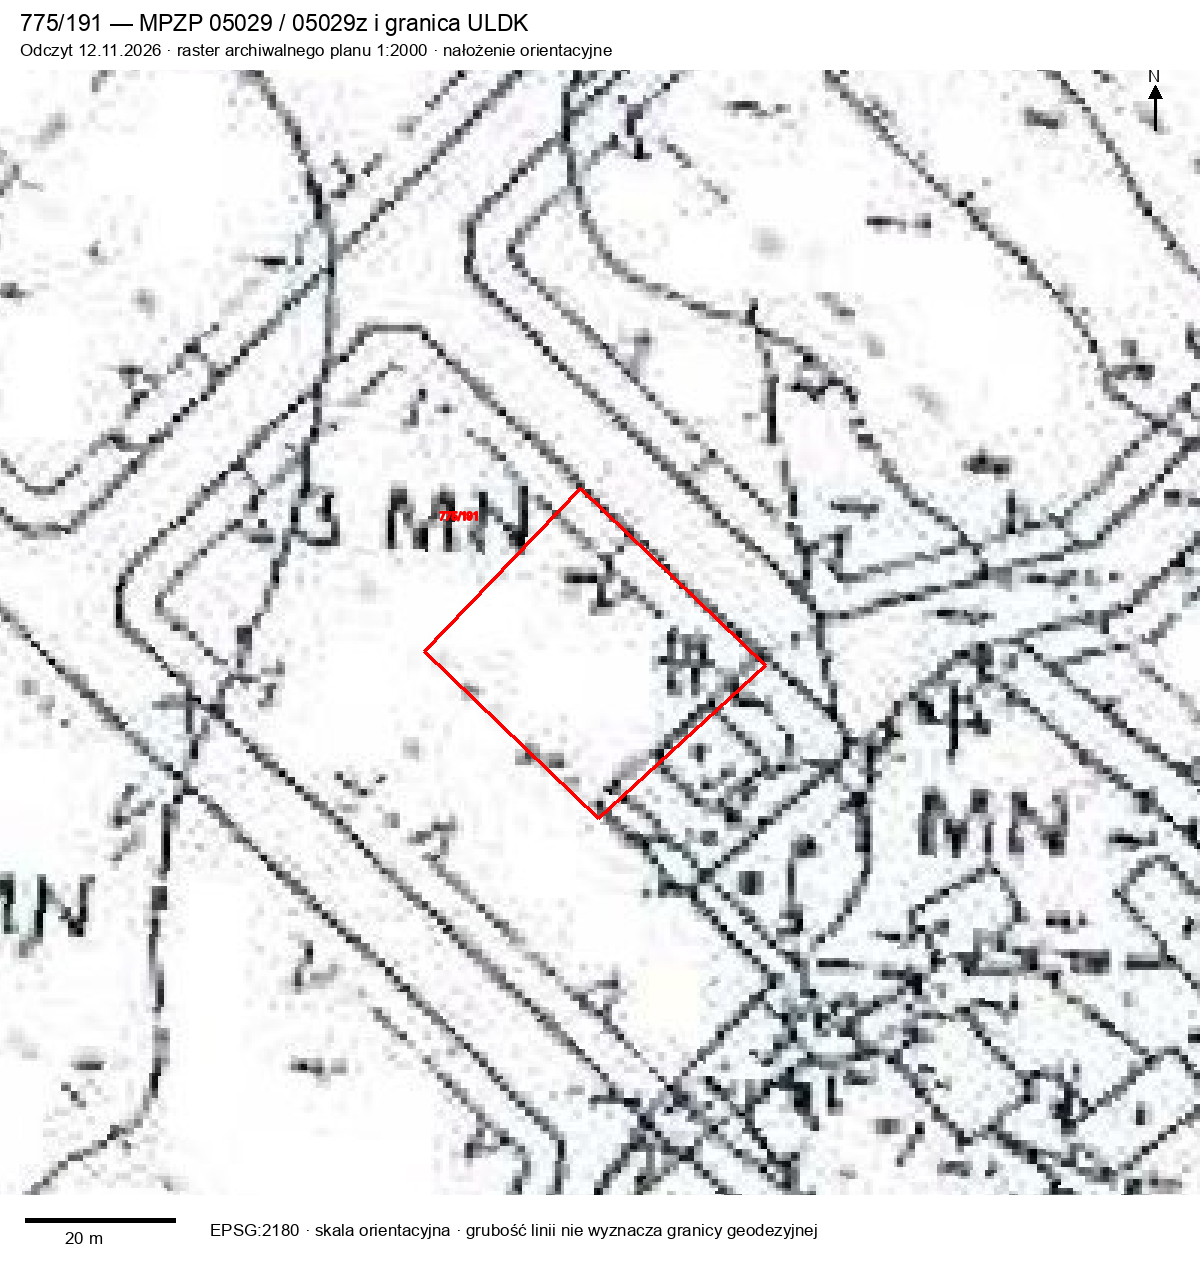 775/191 — MPZP 05029 / 05029z i granica ULDK
Odczyt 12.11.2026 · raster archiwalnego planu 1:2000 · nałożenie orientacyjne
N
MN
775/191
MN
MN
20 m
EPSG:2180 · skala orientacyjna · grubość linii nie wyznacza granicy geodezyjnej